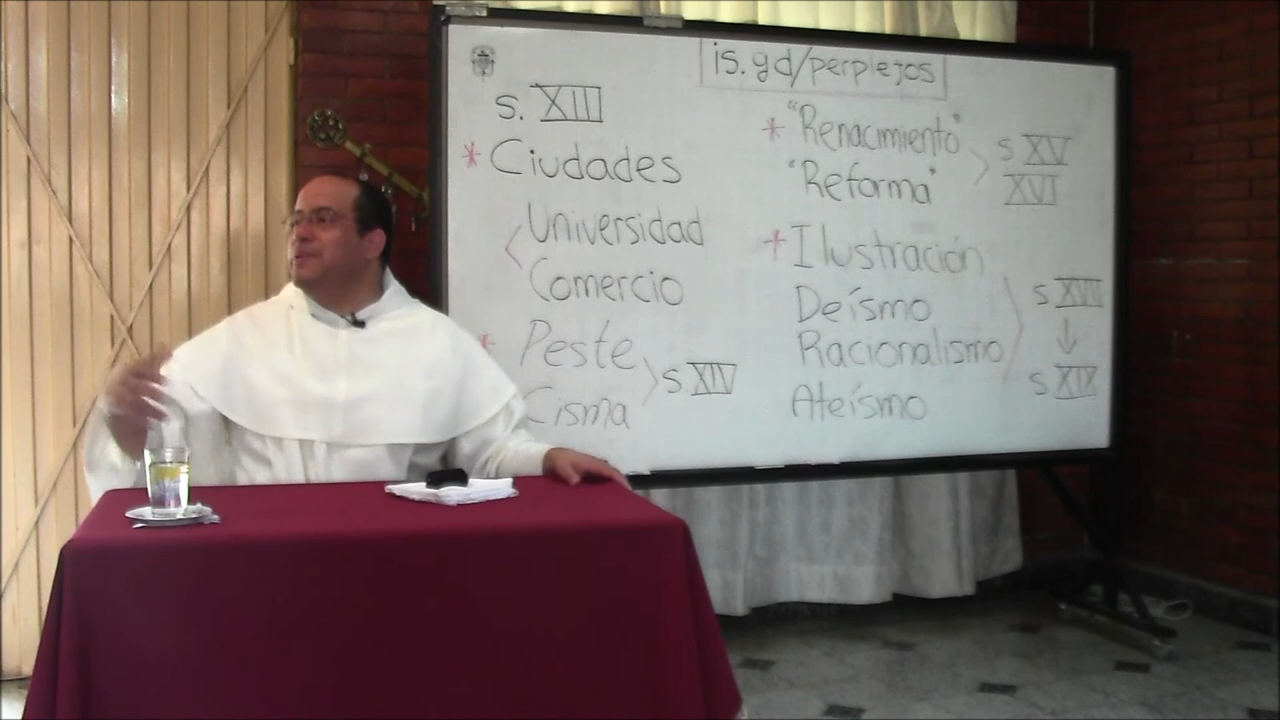 is.gd/perplejos
s. XIII
* Ciudades
Universidad
Comercio
* Peste
Cisma
s XIV
* "Renacimiento"
"Reforma"
s XV
XVI
* Ilustración
Deísmo
Racionalismo
Ateísmo
s XVII
↓
s XIX